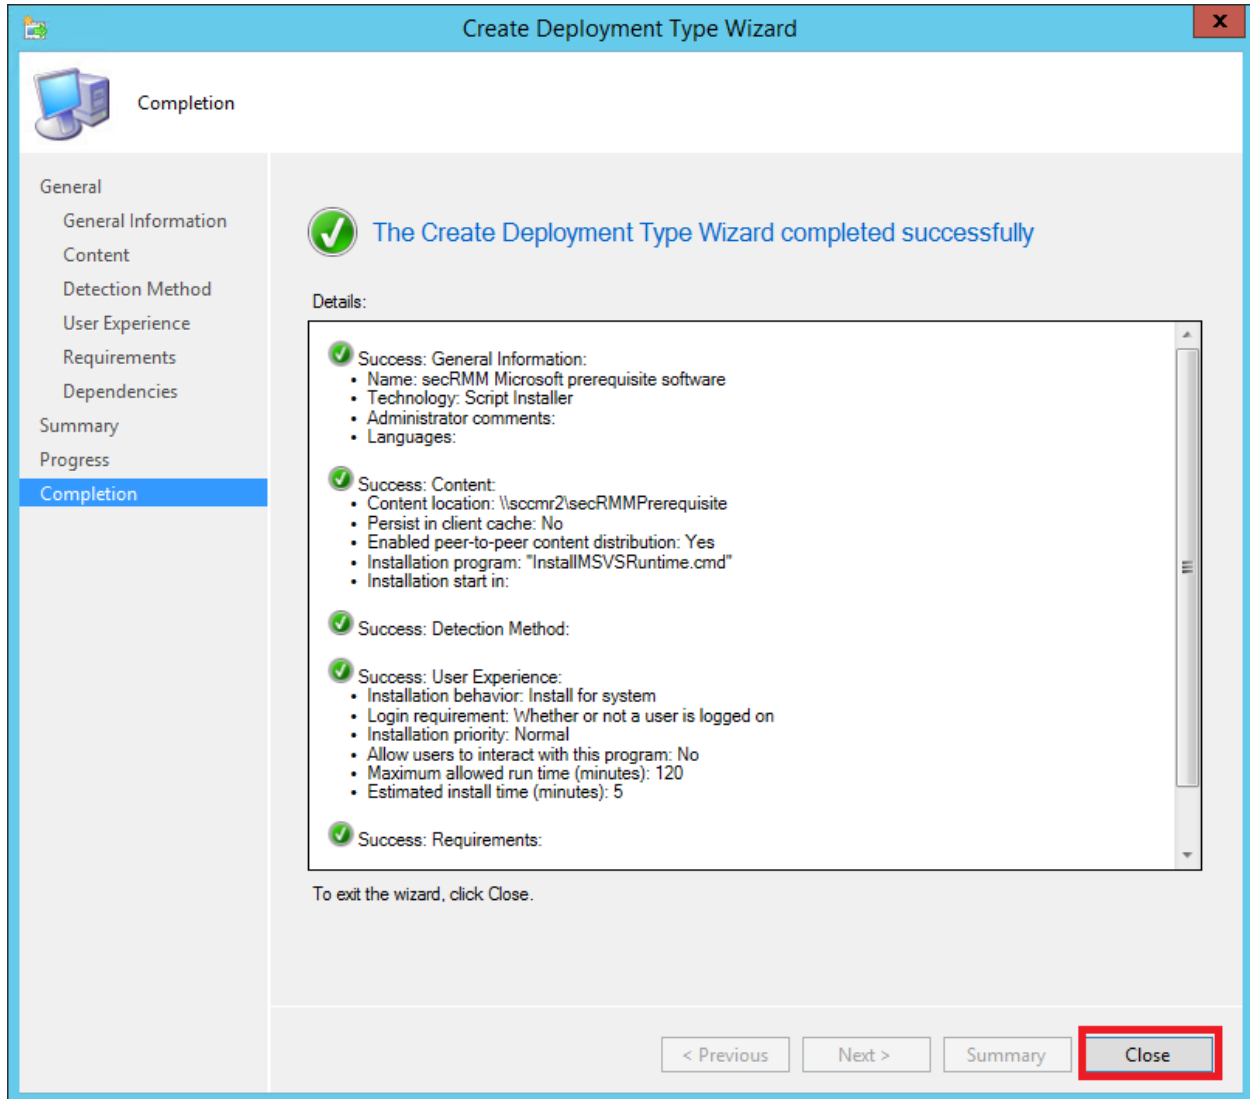 Create Deployment Type Wizard
x
Completion
General
General Information
Content
Detection Method
User Experience
Requirements
Dependencies
Summary
Progress
Completion
The Create Deployment Type Wizard completed successfully
Details:
Success: General Information:
• Name: secRMM Microsoft prerequisite software
• Technology: Script Installer
• Administrator comments:
• Languages:
Success: Content:
• Content location: \\sccmr2\secRMMPrerequisite
• Persist in client cache: No
• Enabled peer-to-peer content distribution: Yes
• Installation program: "InstallMSVSRuntime.cmd"
• Installation start in:
Success: Detection Method:
Success: User Experience:
• Installation behavior: Install for system
• Login requirement: Whether or not a user is logged on
• Installation priority: Normal
• Allow users to interact with this program: No
• Maximum allowed run time (minutes): 120
• Estimated install time (minutes): 5
Success: Requirements:
To exit the wizard, click Close.
< Previous
Next >
Summary
Close